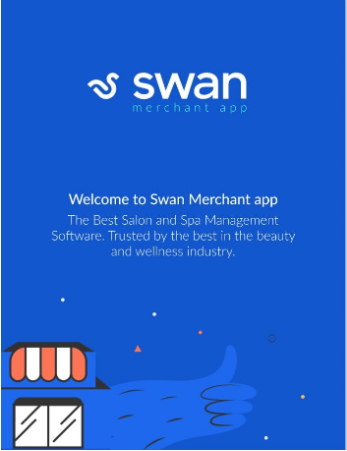 swan
merchant app
Welcome to Swan Merchant app
The Best Salon and Spa Management
Software. Trusted by the best in the beauty
and wellness industry.